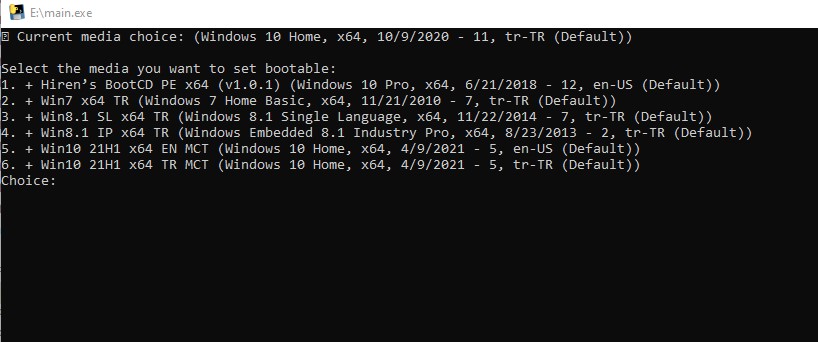 E:\main.exe
Current media choice: (Windows 10 Home, x64, 10/9/2020 - 11, tr-TR (Default))
Select the media you want to set bootable:
1. + Hiren’s BootCD PE x64 (v1.0.1) (Windows 10 Pro, x64, 6/21/2018 - 12, en-US (Default))
2. + Win7 x64 TR (Windows 7 Home Basic, x64, 11/21/2010 - 7, tr-TR (Default))
3. + Win8.1 SL x64 TR (Windows 8.1 Single Language, x64, 11/22/2014 - 7, tr-TR (Default))
4. + Win8.1 IP x64 TR (Windows Embedded 8.1 Industry Pro, x64, 8/23/2013 - 2, tr-TR (Default))
5. + Win10 21H1 x64 EN MCT (Windows 10 Home, x64, 4/9/2021 - 5, en-US (Default))
6. + Win10 21H1 x64 TR MCT (Windows 10 Home, x64, 4/9/2021 - 5, tr-TR (Default))
Choice: